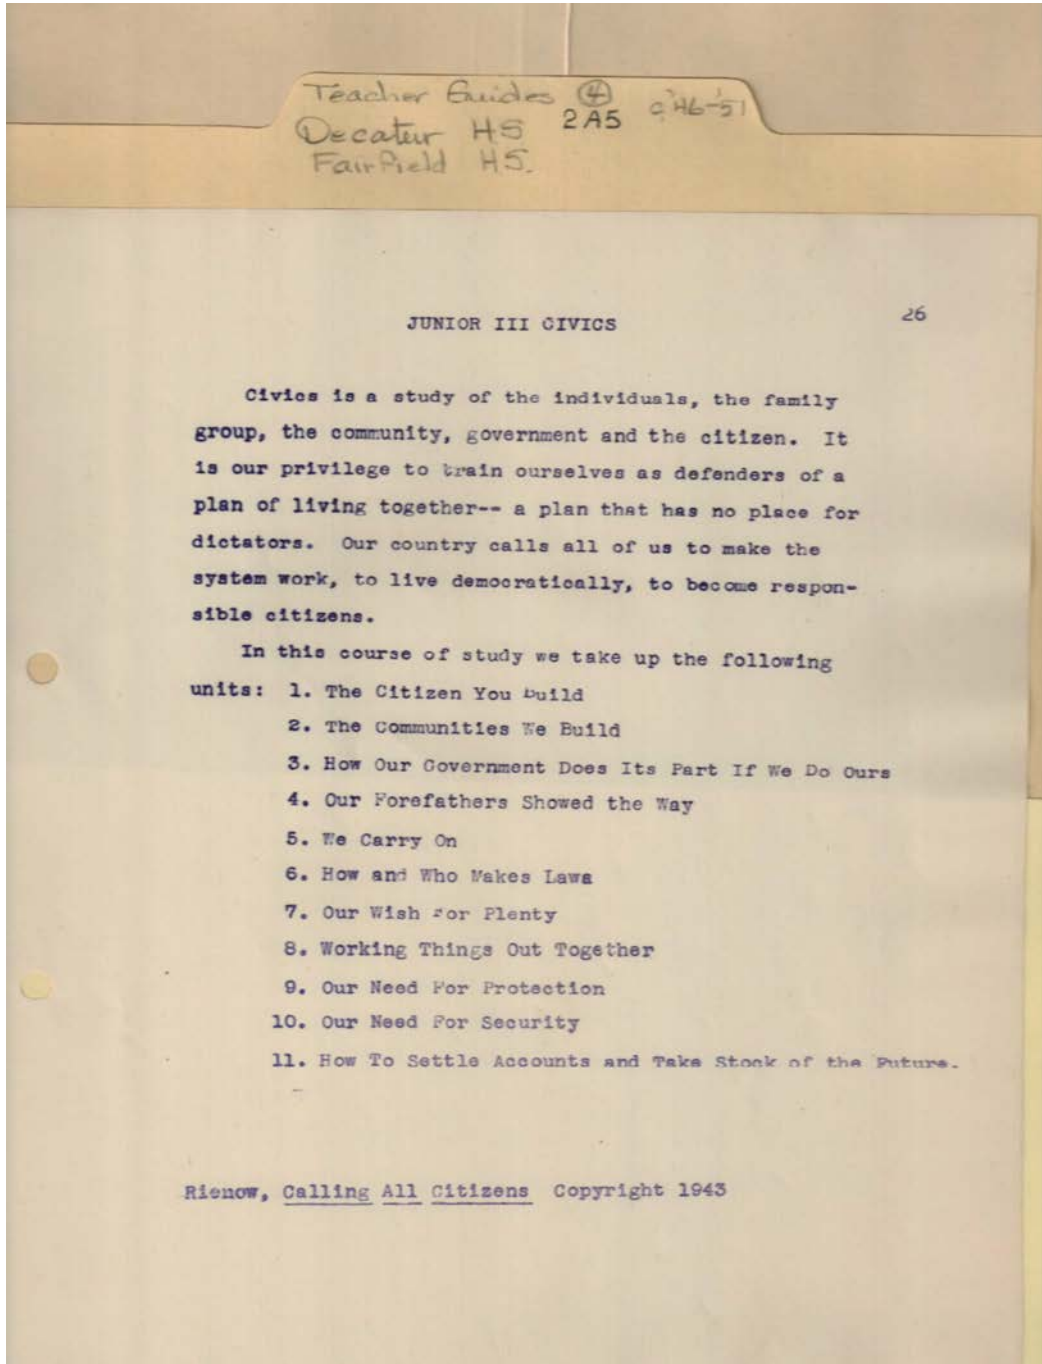 Teacher Guides ④ c '46-'51
Decatur HS 2A5
Fairfield HS.
26
JUNIOR III CIVICS
Civics is a study of the individuals, the family
group, the community, government and the citizen. It
is our privilege to train ourselves as defenders of a
plan of living together-- a plan that has no place for
dictators. Our country calls all of us to make the
system work, to live democratically, to become respon-
sible citizens.
In this course of study we take up the following
units: 1. The Citizen You Build
2. The Communities We Build
3. How Our Government Does Its Part If We Do Ours
4. Our Forefathers Showed the Way
5. We Carry On
6. How and Who Makes Laws
7. Our Wish For Plenty
8. Working Things Out Together
9. Our Need For Protection
10. Our Need For Security
11. How To Settle Accounts and Take Stock of the Future.
Rienow, Calling All Citizens Copyright 1943